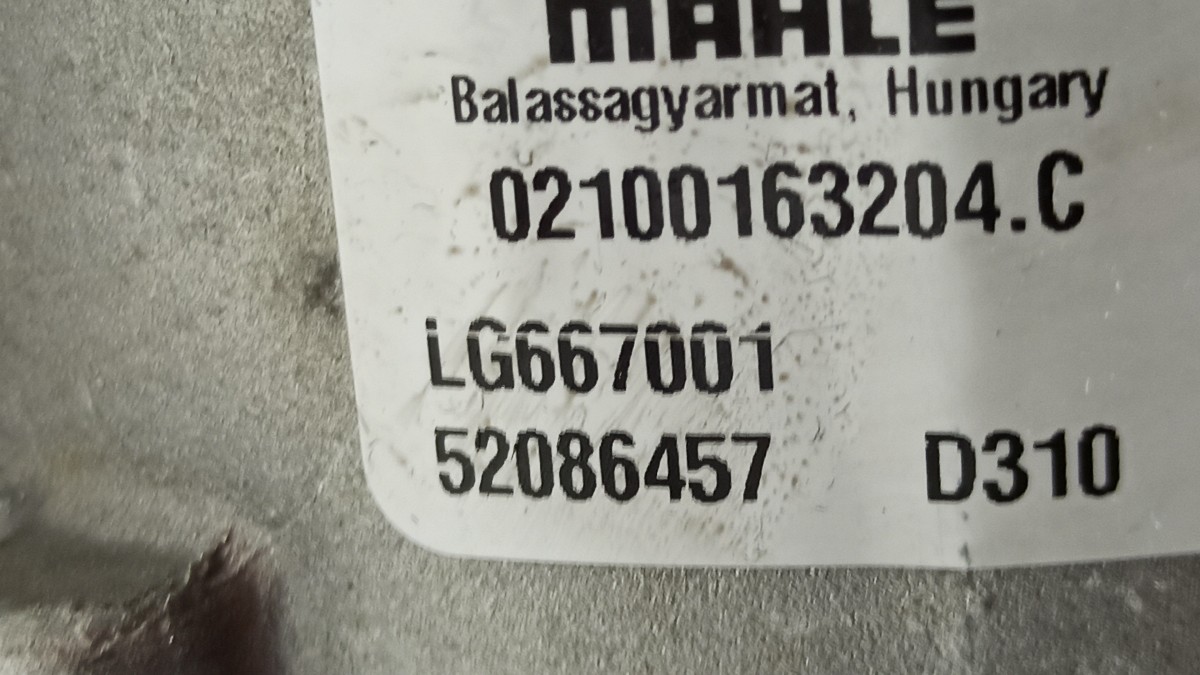 MAHLE
Balassagyarmat, Hungary
02100163204.C
LG667001
52086457 D310